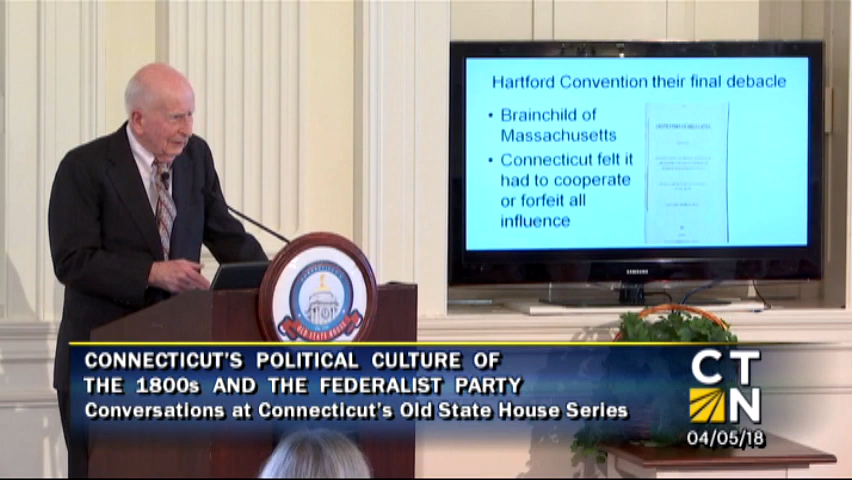 Hartford Convention their final debacle
• Brainchild of
Massachusetts
• Connecticut felt it
had to cooperate
or forfeit all
influence
SAMSUNG
OLD STATE HOUSE
CONNECTICUT'S POLITICAL CULTURE OF
THE 1800s AND THE FEDERALIST PARTY
Conversations at Connecticut's Old State House Series
CT
N
04/05/18